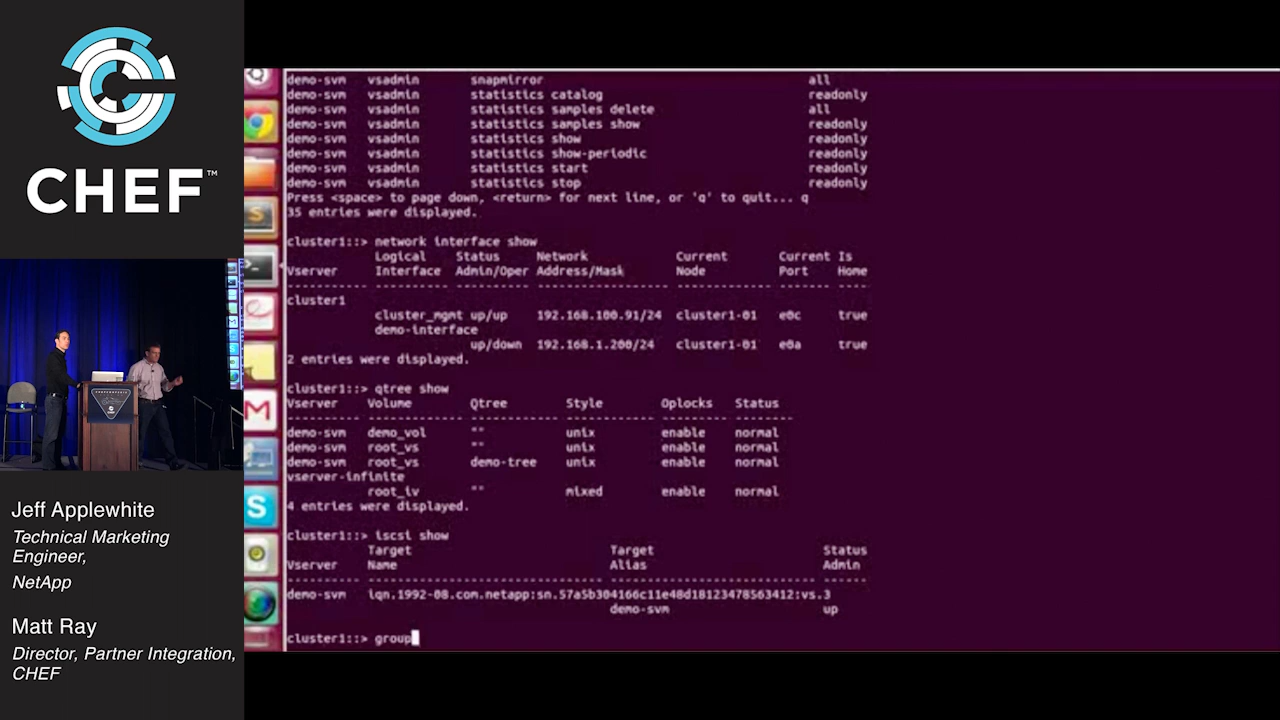 CHEF™
Jeff Applewhite
Technical Marketing
Engineer,
NetApp
Matt Ray
Director, Partner Integration,
CHEF
demo-svm vsadmin snapmirror all
demo-svm vsadmin statistics catalog readonly
demo-svm vsadmin statistics samples delete all
demo-svm vsadmin statistics samples show readonly
demo-svm vsadmin statistics show readonly
demo-svm vsadmin statistics show-periodic readonly
demo-svm vsadmin statistics start readonly
demo-svm vsadmin statistics stop readonly
Press <space> to page down, <return> for next line, or 'q' to quit... q
35 entries were displayed.
cluster1::> network interface show
Logical Status Network Current Current Is
Vserver Interface Admin/Oper Address/Mask Node Port Home
----------- ---------- ---------- ------------------ ------------- ------- ----
cluster1
cluster_mgmt up/up 192.168.100.91/24 cluster1-01 e0c true
demo-interface
up/down 192.168.1.200/24 cluster1-01 e0a true
2 entries were displayed.
cluster1::> qtree show
Vserver Volume Qtree Style Oplocks Status
---------- ------------- ------------ ------------ --------- --------
demo-svm demo_vol "" unix enable normal
demo-svm root_vs "" unix enable normal
demo-svm root_vs demo-tree unix enable normal
vserver-infinite
root_iv "" mixed enable normal
4 entries were displayed.
cluster1::> iscsi show
Target Target Status
Vserver Name Alias Admin
---------- -------------------------------- ---------------------------- ------
demo-svm iqn.1992-08.com.netapp:sn.57a5b304166c11e48d18123478563412:vs.3
demo-svm up
cluster1::> group